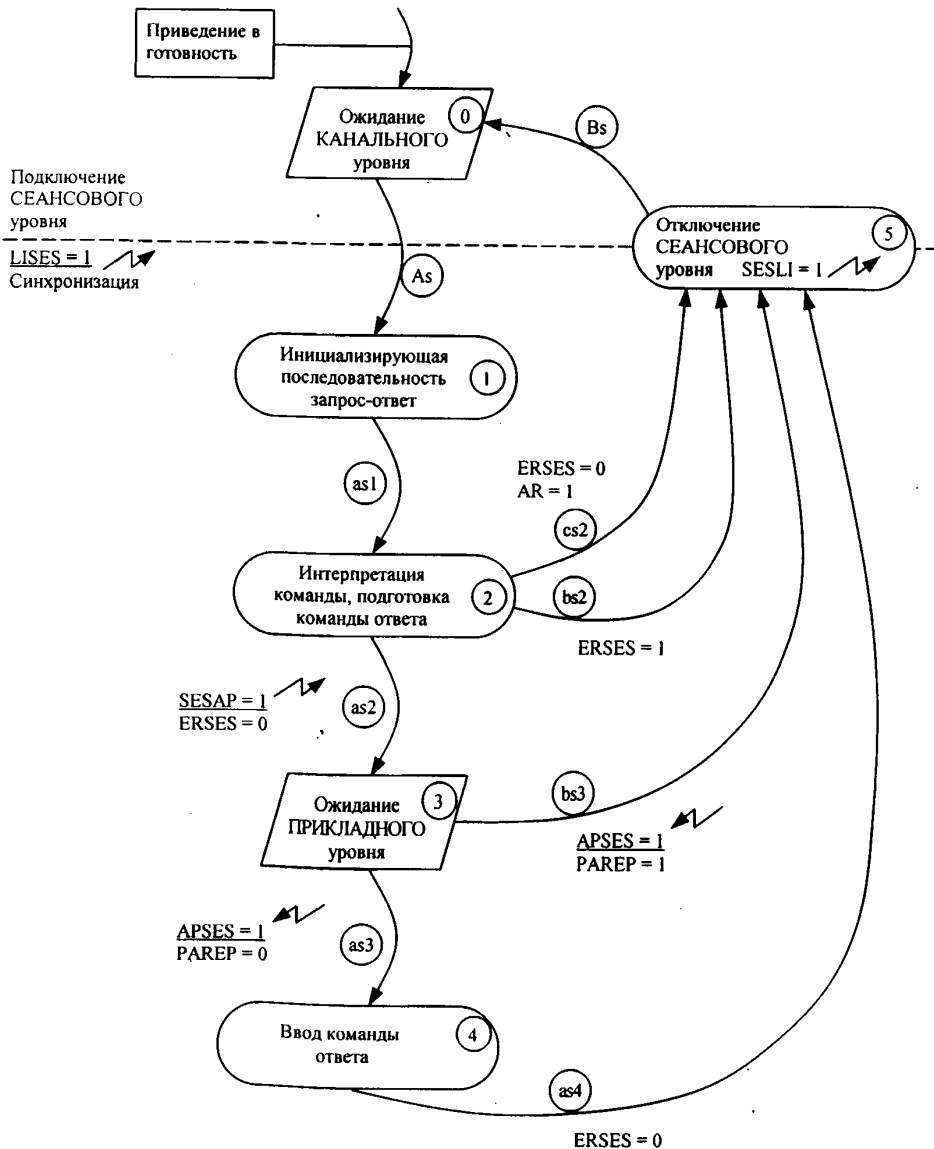 Приведение в
готовность
Ожидание
КАНАЛЬНОГО
уровня
0
Bs
Подключение
СЕАНСОВОГО
уровня
Отключение
СЕАНСОВОГО
уровня SESLI = 1
5
LISES = 1
Синхронизация
As
Инициализирующая
последовательность
запрос-ответ
1
as1
ERSES = 0
AR = 1
cs2
Интерпретация
команды, подготовка
команды ответа
2
bs2
ERSES = 1
SESAP = 1
ERSES = 0
as2
Ожидание
ПРИКЛАДНОГО
уровня
3
bs3
APSES = 1
PAREP = 1
APSES = 1
PAREP = 0
as3
Ввод команды
ответа
4
as4
ERSES = 0